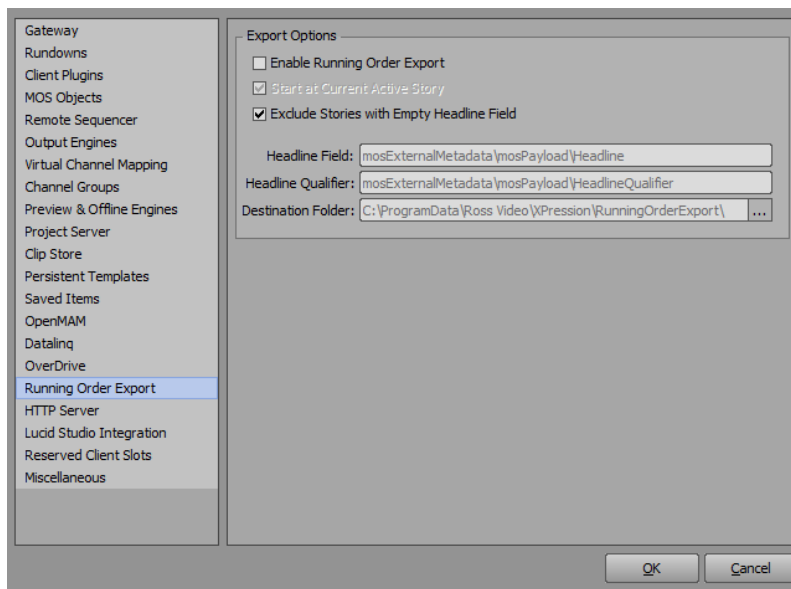 Gateway
Rundowns
Client Plugins
MOS Objects
Remote Sequencer
Output Engines
Virtual Channel Mapping
Channel Groups
Preview & Offline Engines
Project Server
Clip Store
Persistent Templates
Saved Items
OpenMAM
Datalinq
OverDrive
Running Order Export
HTTP Server
Lucid Studio Integration
Reserved Client Slots
Miscellaneous
Export Options
Enable Running Order Export
Start at Current Active Story
Exclude Stories with Empty Headline Field
Headline Field: mosExternalMetadata\mosPayload\Headline
Headline Qualifier: mosExternalMetadata\mosPayload\HeadlineQualifier
Destination Folder: C:\ProgramData\Ross Video\XPression\RunningOrderExport\ ...
OK Cancel